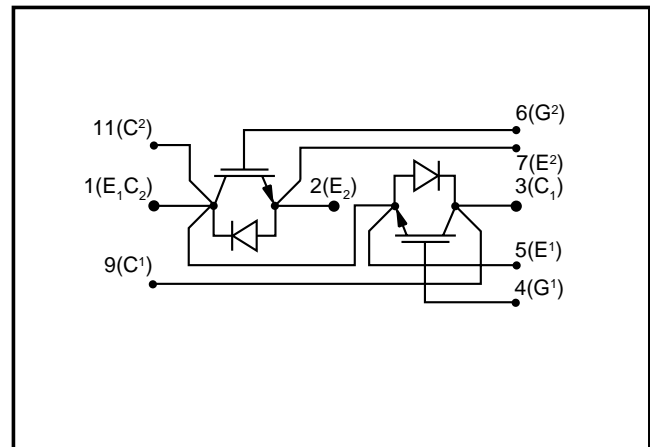 6(G²)
11(C²)
7(E²)
1(E₁C₂)
2(E₂)
3(C₁)
5(E¹)
9(C¹)
4(G¹)